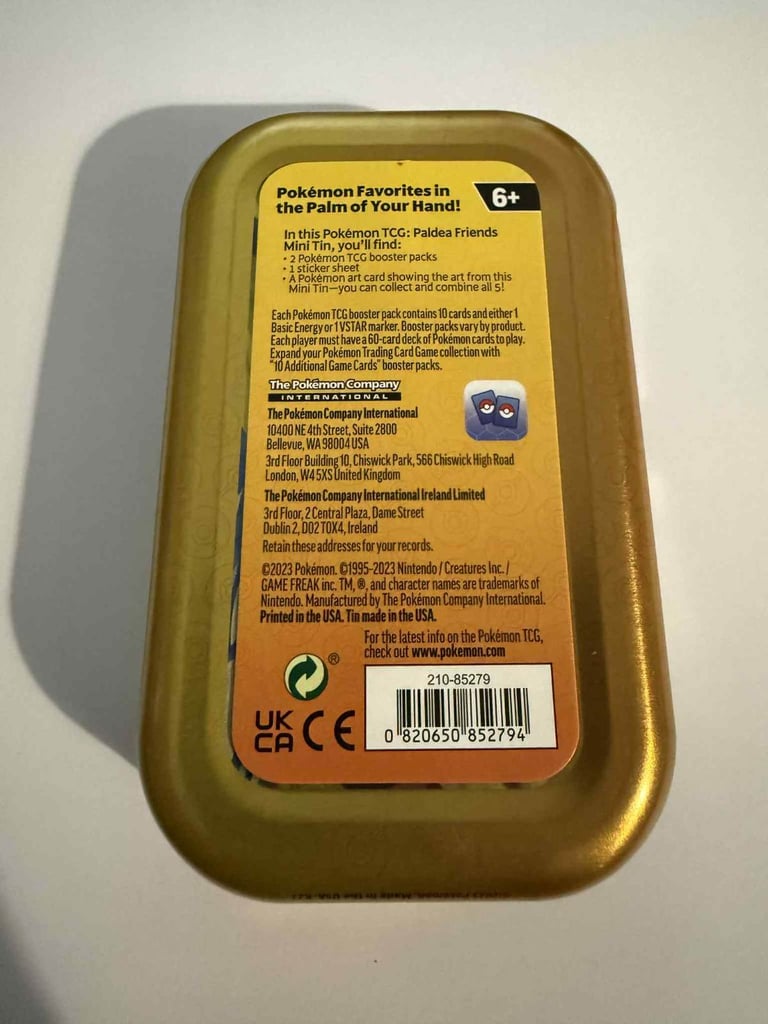 Pokémon Favorites in
the Palm of Your Hand!
6+
In this Pokémon TCG: Paldea Friends
Mini Tin, you'll find:
• 2 Pokémon TCG booster packs
• 1 sticker sheet
• A Pokémon art card showing the art from this
Mini Tin—you can collect and combine all 5!
Each Pokémon TCG booster pack contains 10 cards and either 1
Basic Energy or 1 VSTAR marker. Booster packs vary by product.
Each player must have a 60-card deck of Pokémon cards to play.
Expand your Pokémon Trading Card Game collection with
"10 Additional Game Cards" booster packs.
The Pokémon Company
INTERNATIONAL
The Pokémon Company International
10400 NE 4th Street, Suite 2800
Bellevue, WA 98004 USA
3rd Floor Building 10, Chiswick Park, 566 Chiswick High Road
London, W4 5XS United Kingdom
The Pokémon Company International Ireland Limited
3rd Floor, 2 Central Plaza, Dame Street
Dublin 2, D02 T0X4, Ireland
Retain these addresses for your records.
©2023 Pokémon. ©1995-2023 Nintendo / Creatures Inc. /
GAME FREAK inc. TM, ®, and character names are trademarks of
Nintendo. Manufactured by The Pokémon Company International.
Printed in the USA. Tin made in the USA.
For the latest info on the Pokémon TCG,
check out www.pokemon.com
®
UK
CA CE
210-85279
0 820650 852794